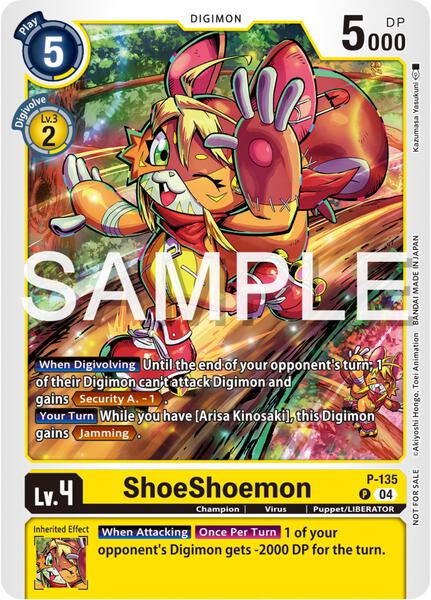 DIGIMON
Play
5
DP
5000
Digivolve
Lv.3
2
Kazumasa Yasukuni
SAMPLE
When Digivolving Until the end of your opponent's turn, 1
of their Digimon can't attack Digimon and
gains Security A. -1 .
Your Turn While you have [Arisa Kinosaki], this Digimon
gains Jamming .
©Akiyoshi Hongo, Toei Animation BANDAI MADE IN JAPAN
NOT FOR SALE
P-135
P 04
Lv.4
ShoeShoemon
Champion Virus Puppet/LIBERATOR
Inherited Effect
When Attacking Once Per Turn 1 of your
opponent's Digimon gets -2000 DP for the turn.